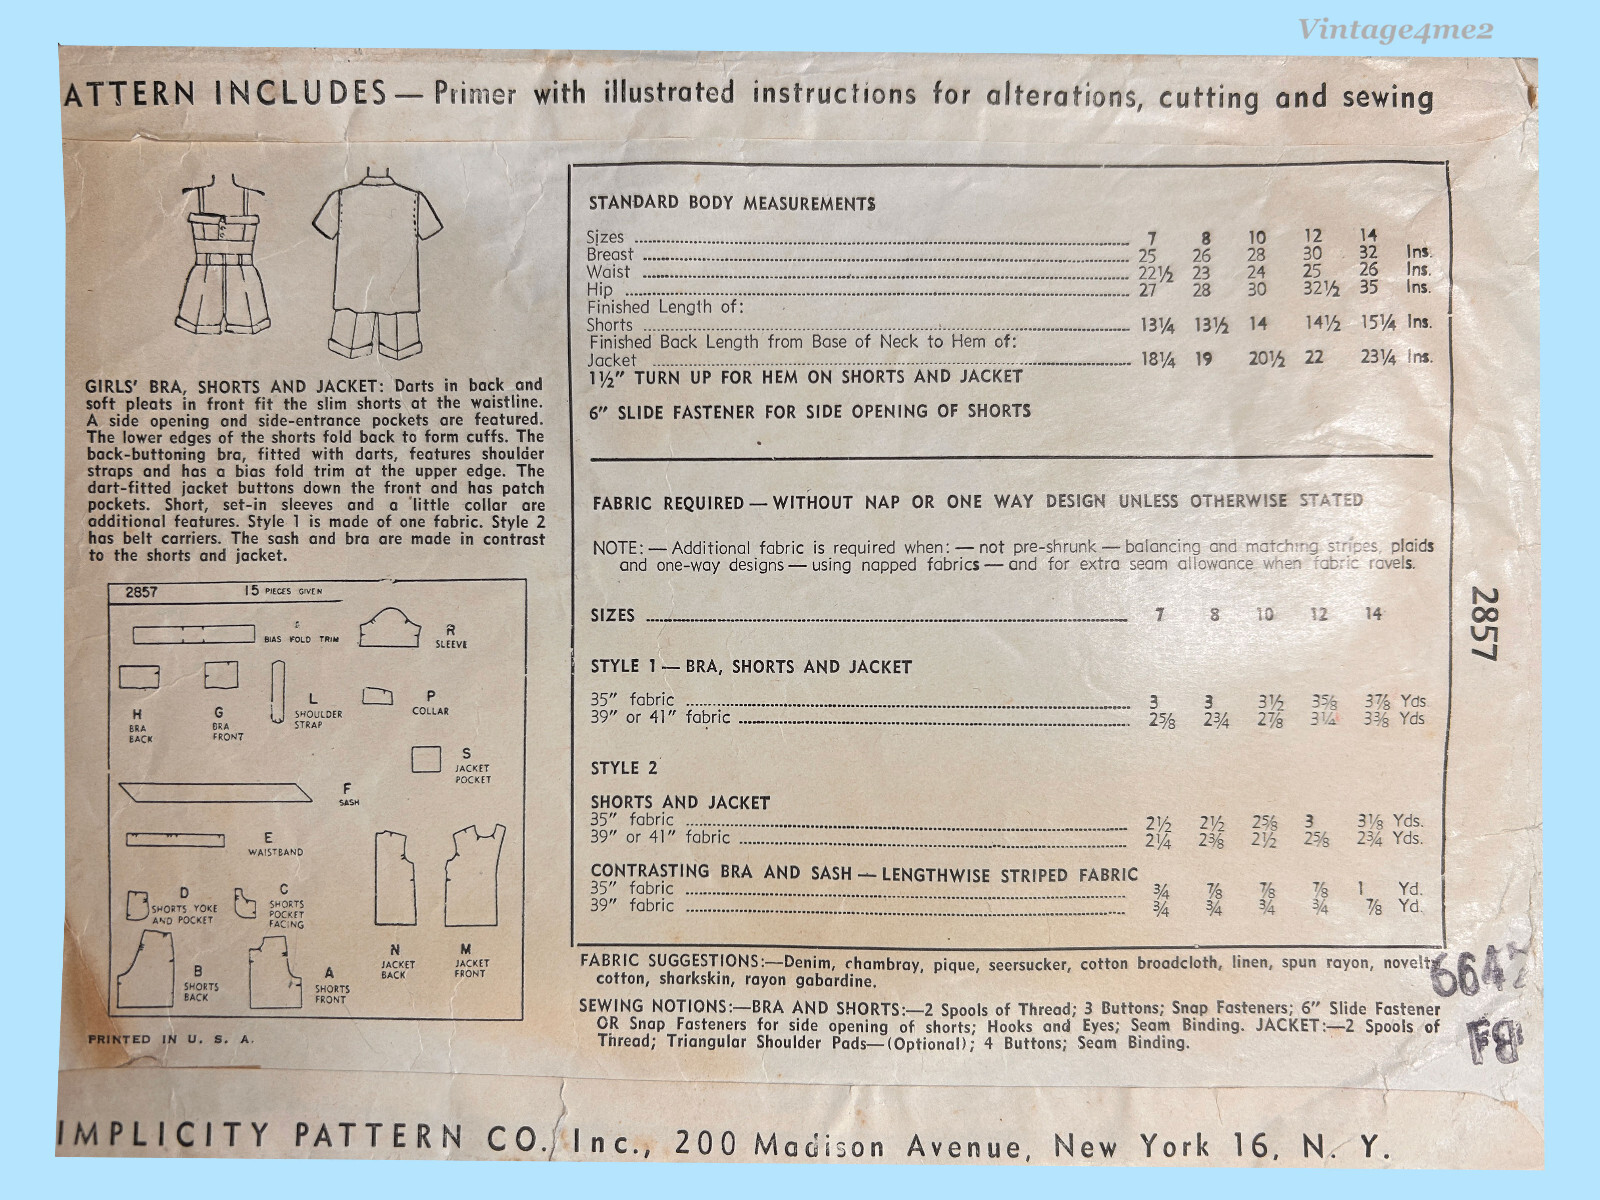 Vintage4me2
ATTERN INCLUDES — Primer with illustrated instructions for alterations, cutting and sewing
GIRLS' BRA, SHORTS AND JACKET: Darts in back and
soft pleats in front fit the slim shorts at the waistline.
A side opening and side-entrance pockets are featured.
The lower edges of the shorts fold back to form cuffs. The
back-buttoning bra, fitted with darts, features shoulder
straps and has a bias fold trim at the upper edge. The
dart-fitted jacket buttons down the front and has patch
pockets. Short, set-in sleeves and a little collar are
additional features. Style 1 is made of one fabric. Style 2
has belt carriers. The sash and bra are made in contrast
to the shorts and jacket.
2857 15 PIECES GIVEN
BIAS FOLD TRIM
R
SLEEVE
H
BRA
BACK
G
BRA
FRONT
L
SHOULDER
STRAP
P
COLLAR
S
JACKET
POCKET
F
SASH
E
WAISTBAND
D
SHORTS YOKE
AND POCKET
C
SHORTS
POCKET
FACING
B
SHORTS
BACK
A
SHORTS
FRONT
N
JACKET
BACK
M
JACKET
FRONT
PRINTED IN U. S. A.
STANDARD BODY MEASUREMENTS
Sizes 7 8 10 12 14
Breast 25 26 28 30 32 Ins.
Waist 22½ 23 24 25 26 Ins.
Hip 27 28 30 32½ 35 Ins.
Finished Length of:
Shorts 13¼ 13½ 14 14½ 15¼ Ins.
Finished Back Length from Base of Neck to Hem of:
Jacket 18¼ 19 20½ 22 23¼ Ins.
1½" TURN UP FOR HEM ON SHORTS AND JACKET
6" SLIDE FASTENER FOR SIDE OPENING OF SHORTS
FABRIC REQUIRED — WITHOUT NAP OR ONE WAY DESIGN UNLESS OTHERWISE STATED
NOTE: — Additional fabric is required when: — not pre-shrunk — balancing and matching stripes, plaids
and one-way designs — using napped fabrics — and for extra seam allowance when fabric ravels.
SIZES 7 8 10 12 14
STYLE 1 — BRA, SHORTS AND JACKET
35" fabric 3 3 3½ 3⅝ 3⅞ Yds
39" or 41" fabric 2⅝ 2¾ 2⅞ 3¼ 3⅜ Yds
STYLE 2
SHORTS AND JACKET
35" fabric 2½ 2½ 2⅝ 3 3⅛ Yds.
39" or 41" fabric 2¼ 2⅜ 2½ 2⅝ 2¾ Yds.
CONTRASTING BRA AND SASH — LENGTHWISE STRIPED FABRIC
35" fabric ¾ ⅞ ⅞ ⅞ 1 Yd.
39" fabric ¾ ¾ ¾ ¾ ⅞ Yd.
2857
FABRIC SUGGESTIONS:—Denim, chambray, pique, seersucker, cotton broadcloth, linen, spun rayon, novelty
cotton, sharkskin, rayon gabardine.
SEWING NOTIONS:—BRA AND SHORTS:—2 Spools of Thread; 3 Buttons; Snap Fasteners; 6" Slide Fastener
OR Snap Fasteners for side opening of shorts; Hooks and Eyes; Seam Binding. JACKET:—2 Spools of
Thread; Triangular Shoulder Pads—(Optional); 4 Buttons; Seam Binding.
6642
IMPLICITY PATTERN CO. Inc., 200 Madison Avenue, New York 16, N. Y.